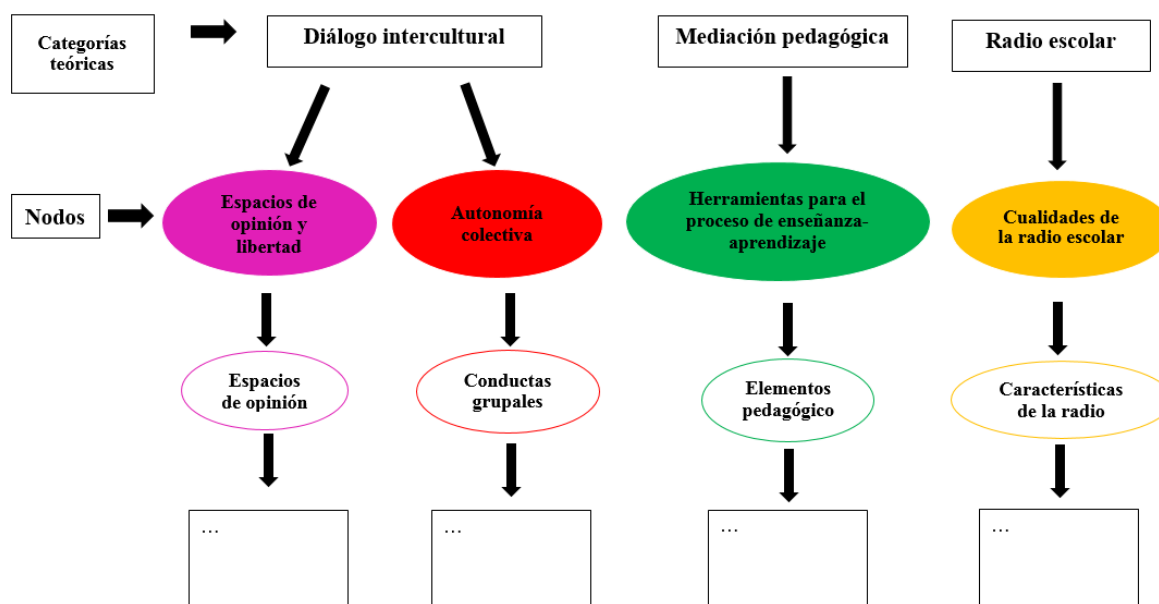 Categorías
teóricas
Diálogo intercultural
Mediación pedagógica
Radio escolar
Nodos
Espacios de
opinión y
libertad
Autonomía
colectiva
Herramientas para el
proceso de enseñanza-
aprendizaje
Cualidades de
la radio escolar
Espacios
de opinión
Conductas
grupales
Elementos
pedagógico
Características
de la radio
…
…
…
…